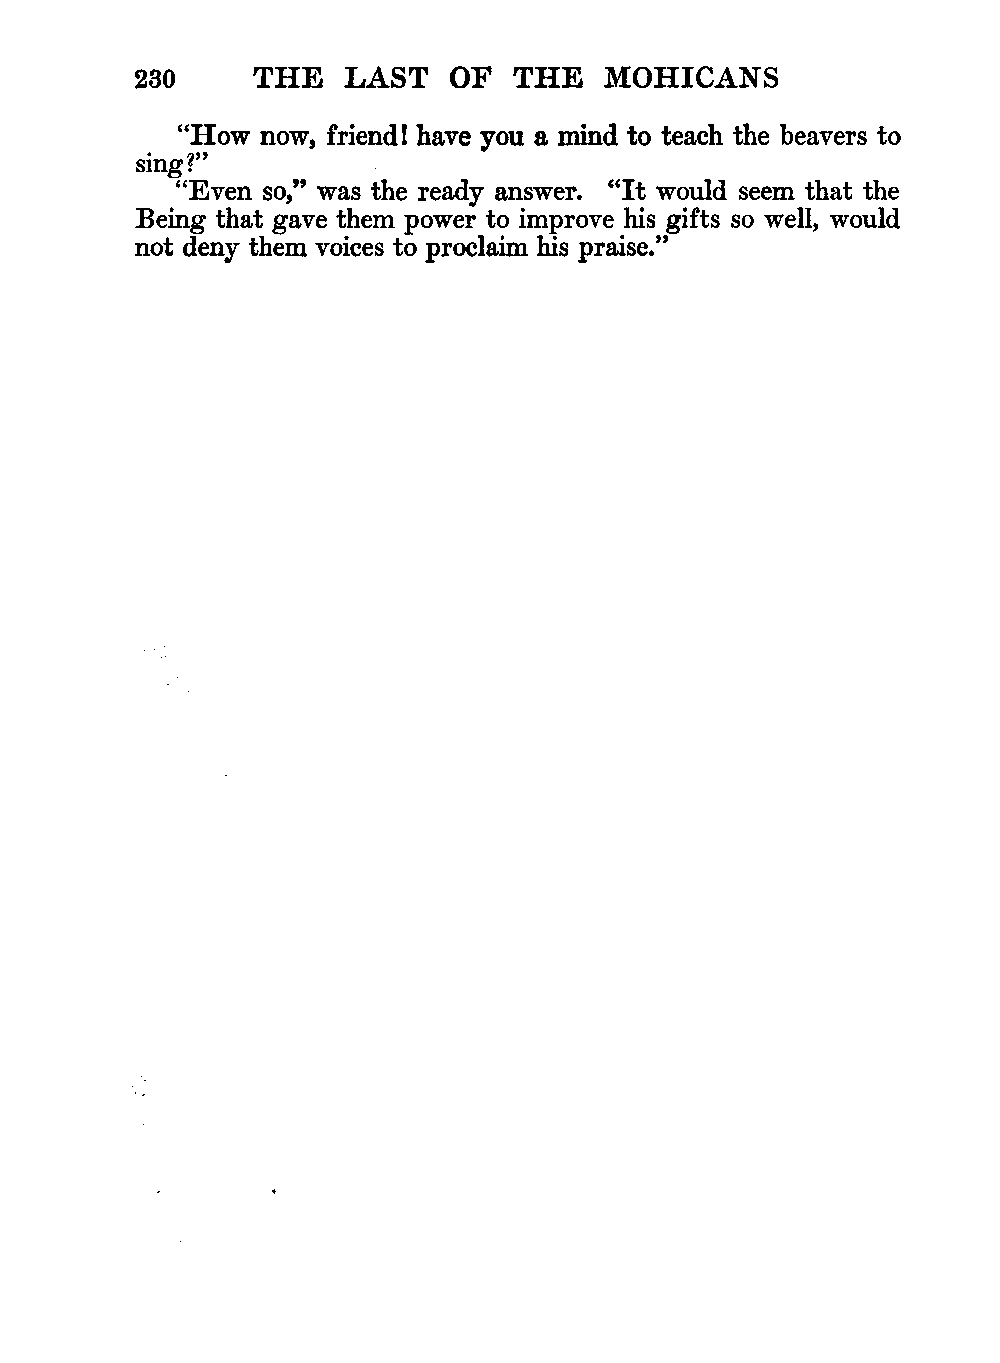 230 THE LAST OF THE MOHICANS
“How now, friend! have you a mind to teach the beavers to
sing?”
“Even so,” was the ready answer. “It would seem that the
Being that gave them power to improve his gifts so well, would
not deny them voices to proclaim his praise.”